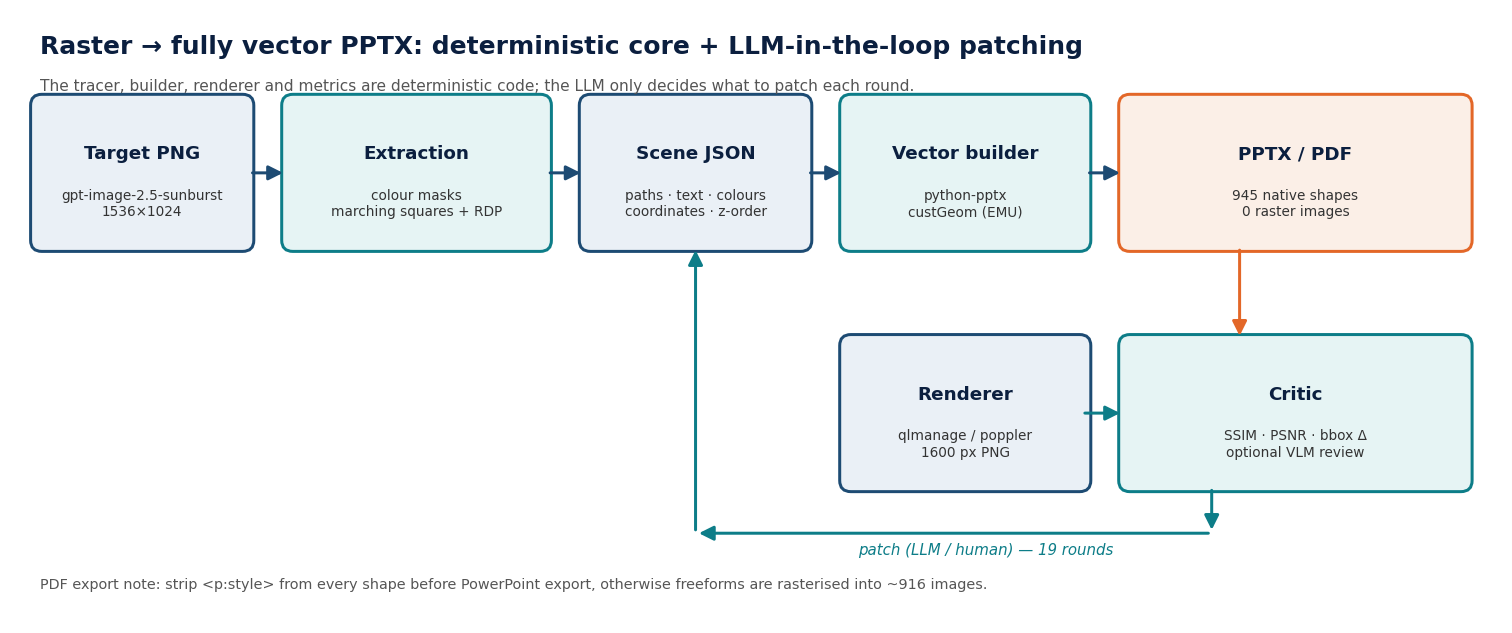 Raster → fully vector PPTX: deterministic core + LLM-in-the-loop patching
The tracer, builder, renderer and metrics are deterministic code; the LLM only decides what to patch each round.
Target PNG
gpt-image-2.5-sunburst
1536×1024
Extraction
colour masks
marching squares + RDP
Scene JSON
paths · text · colours
coordinates · z-order
Vector builder
python-pptx
custGeom (EMU)
PPTX / PDF
945 native shapes
0 raster images
Renderer
qlmanage / poppler
1600 px PNG
Critic
SSIM · PSNR · bbox Δ
optional VLM review
patch (LLM / human) — 19 rounds
PDF export note: strip <p:style> from every shape before PowerPoint export, otherwise freeforms are rasterised into ~916 images.